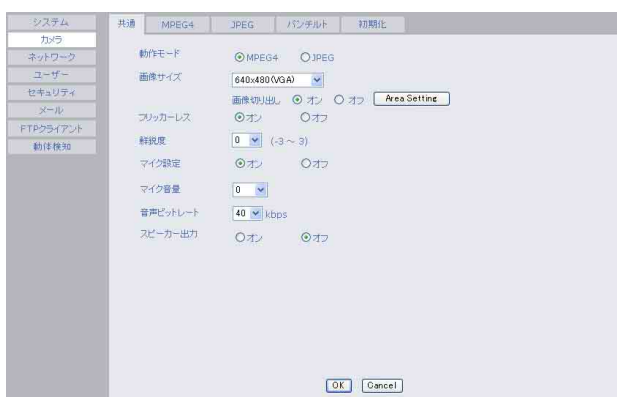 システム
カメラ
ネットワーク
ユーザー
セキュリティ
メール
FTPクライアント
動体検知
共通 MPEG4 JPEG パンチルト 初期化
動作モード MPEG4 JPEG
画像サイズ 640x480(VGA)
画像切り出し オン オフ Area Setting
フリッカーレス オン オフ
鮮鋭度 0 (-3 ~ 3)
マイク設定 オン オフ
マイク音量 0
音声ビットレート 40 kbps
スピーカー出力 オン オフ
OK Cancel